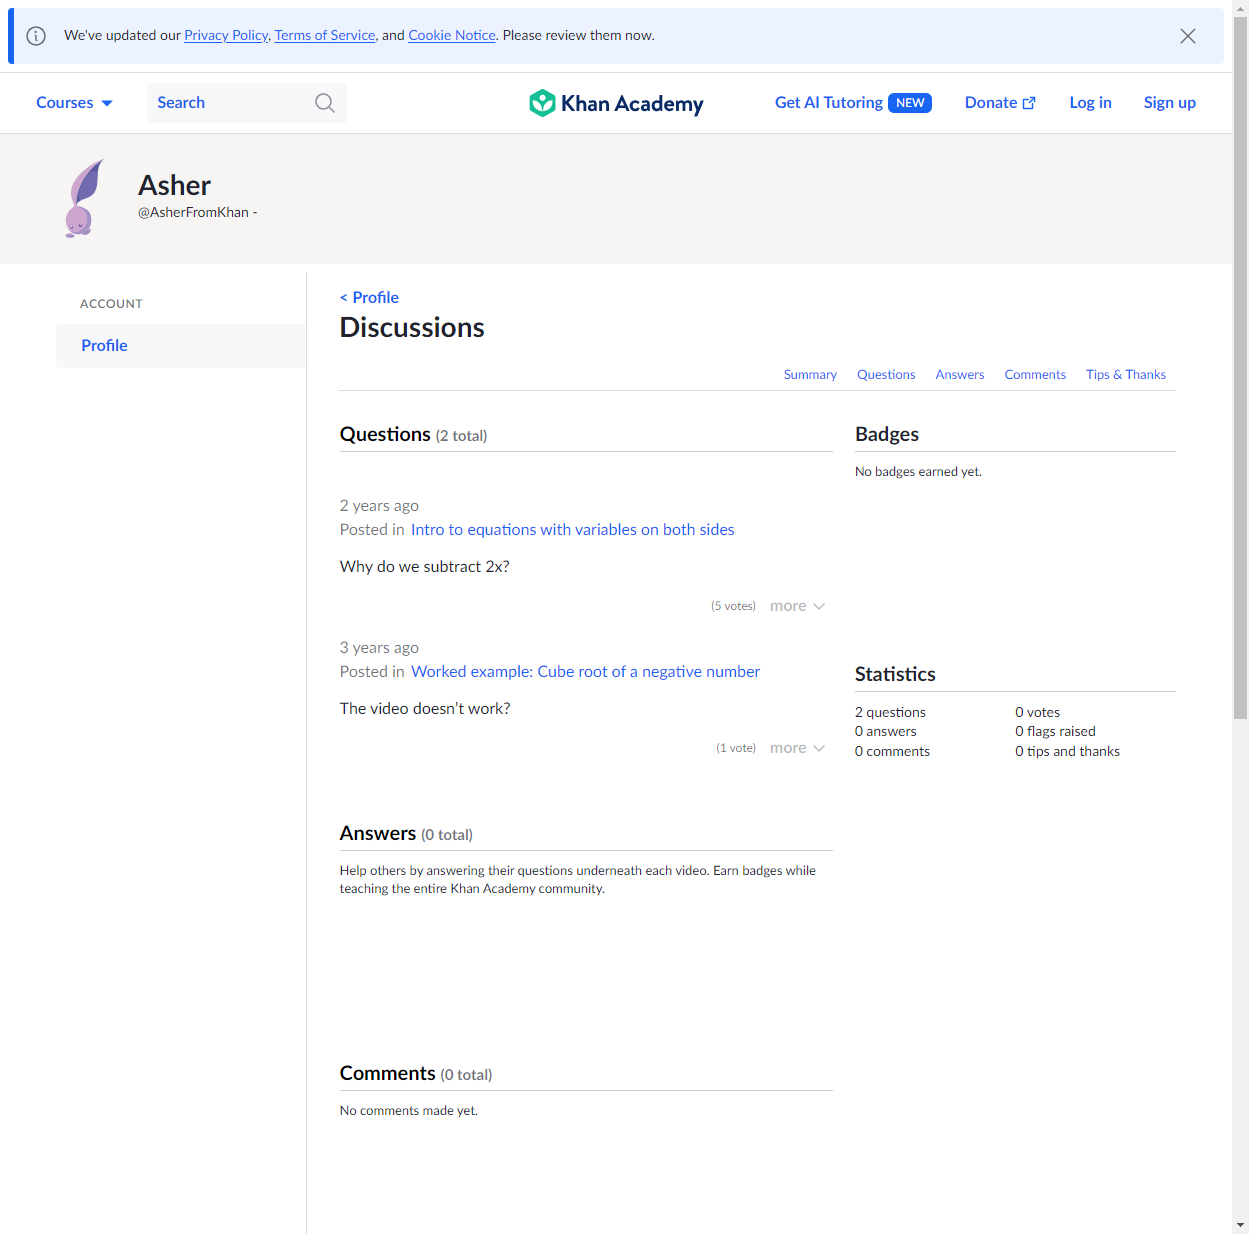 We've updated our Privacy Policy, Terms of Service, and Cookie Notice. Please review them now.
Courses
Search
Khan Academy
Get AI Tutoring NEW
Donate
Log in
Sign up
Asher
@AsherFromKhan -
ACCOUNT
Profile
< Profile
Discussions
Summary Questions Answers Comments Tips & Thanks
Questions (2 total)
2 years ago
Posted in Intro to equations with variables on both sides
Why do we subtract 2x?
(5 votes) more
3 years ago
Posted in Worked example: Cube root of a negative number
The video doesn't work?
(1 vote) more
Answers (0 total)
Help others by answering their questions underneath each video. Earn badges while
teaching the entire Khan Academy community.
Comments (0 total)
No comments made yet.
Badges
No badges earned yet.
Statistics
2 questions 0 votes
0 answers 0 flags raised
0 comments 0 tips and thanks